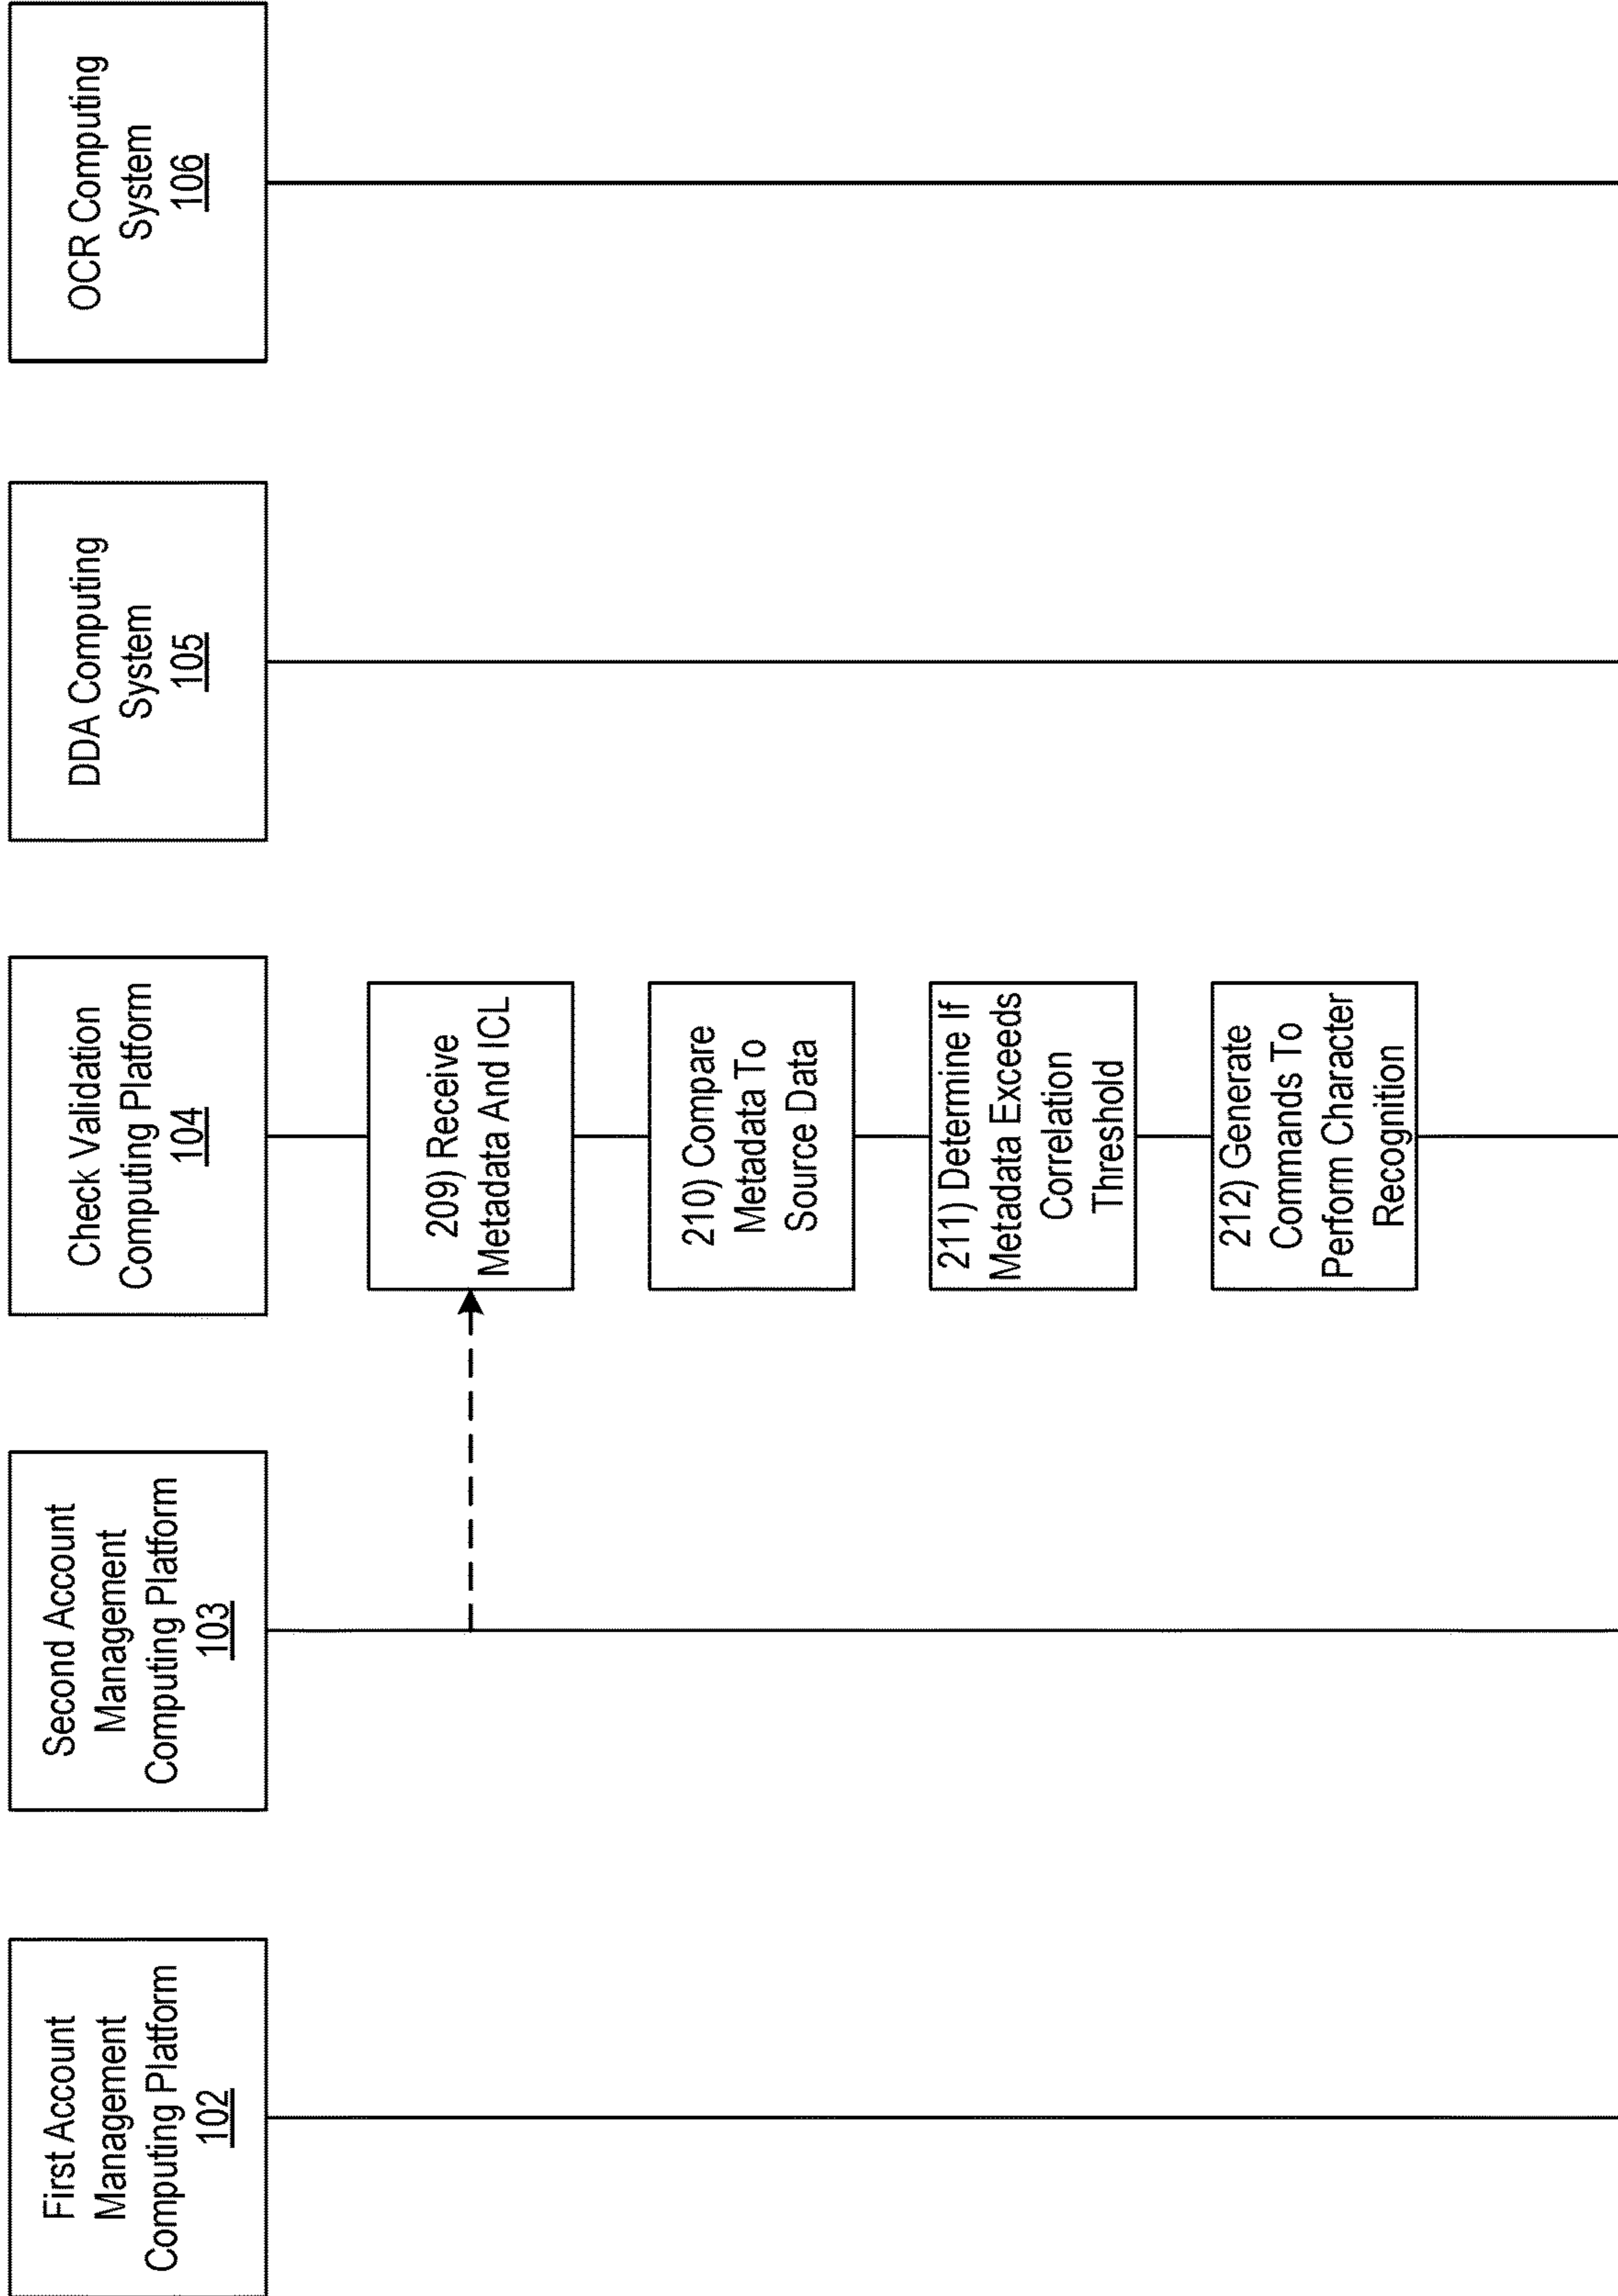 First Account
Management
Computing Platform
102
Second Account
Management
Computing Platform
103
Check Validation
Computing Platform
104
DDA Computing
System
105
OCR Computing
System
106
209) Receive
Metadata And ICL
210) Compare
Metadata To
Source Data
211) Determine If
Metadata Exceeds
Correlation
Threshold
212) Generate
Commands To
Perform Character
Recognition